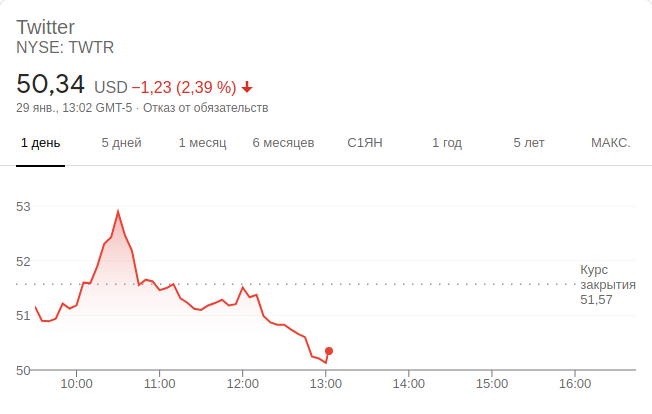 Twitter
NYSE: TWTR
50,34 USD −1,23 (2,39 %)
29 янв., 13:02 GMT-5 · Отказ от обязательств
1 день 5 дней 1 месяц 6 месяцев С1ЯН 1 год 5 лет МАКС.
53
52
Курс
закрытия
51,57
51
50
10:00 11:00 12:00 13:00 14:00 15:00 16:00